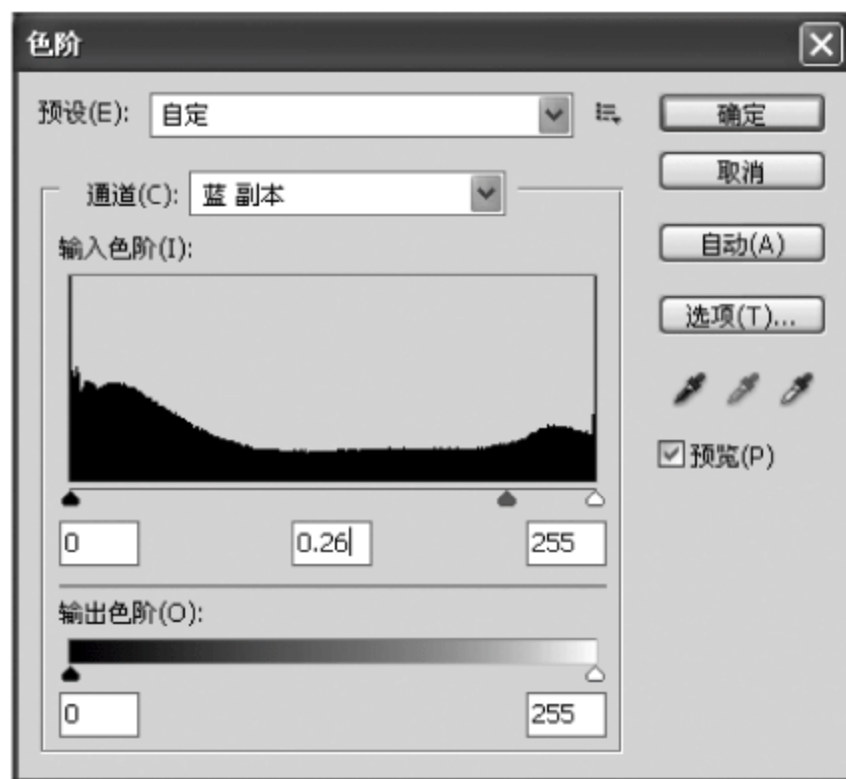 色阶
预设(E): 自定
确定
取消
通道(C): 蓝 副本
输入色阶(I):
自动(A)
选项(T)...
预览(P)
0 0.26 255
输出色阶(O):
0 255